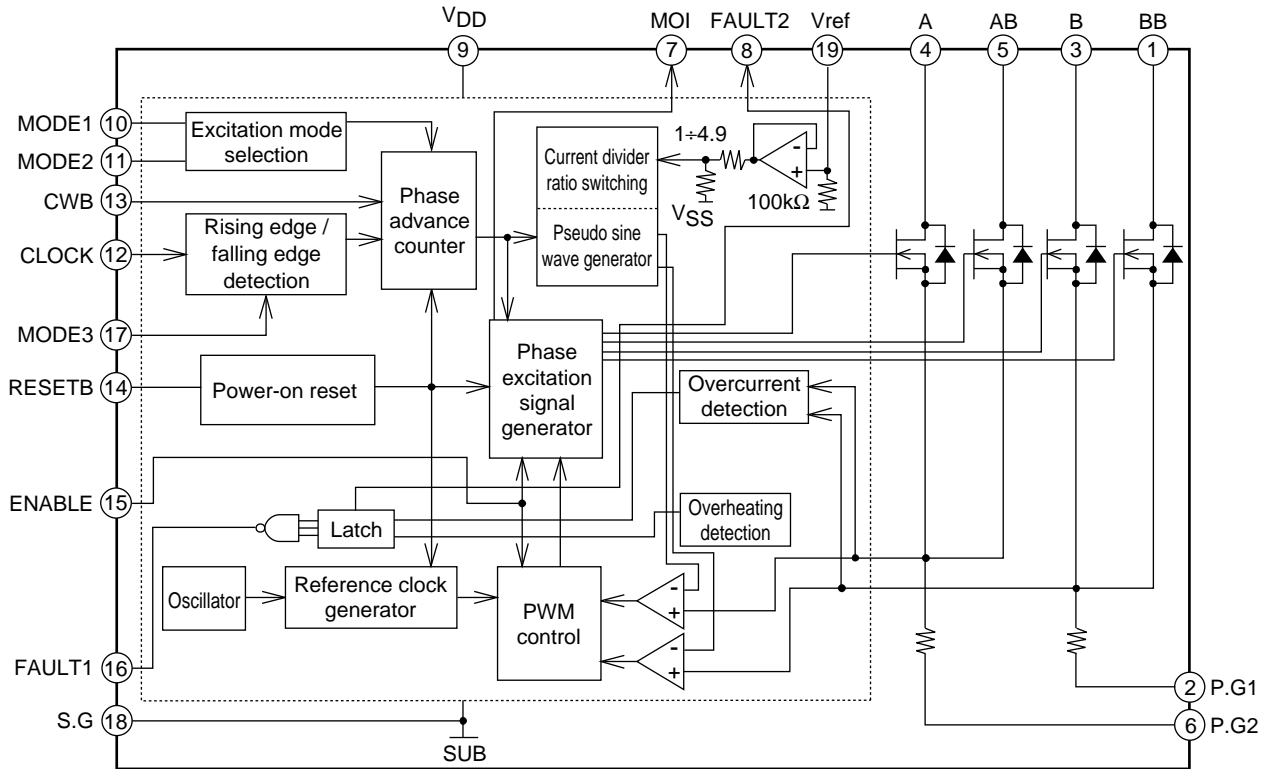 VDD
MOI
FAULT2
Vref
A
AB
B
BB
9
7
8
19
4
5
3
1
MODE1
10
MODE2
11
CWB
13
CLOCK
12
MODE3
17
RESETB
14
ENABLE
15
FAULT1
16
S.G
18
Excitation mode
selection
Rising edge /
falling edge
detection
Phase
advance
counter
Current divider
ratio switching
Pseudo sine
wave generator
1÷4.9
-
+
VSS
100kΩ
Power-on reset
Phase
excitation
signal
generator
Overcurrent
detection
Overheating
detection
Latch
Oscillator
Reference clock
generator
PWM
control
-
+
-
+
2
P.G1
6
P.G2
SUB